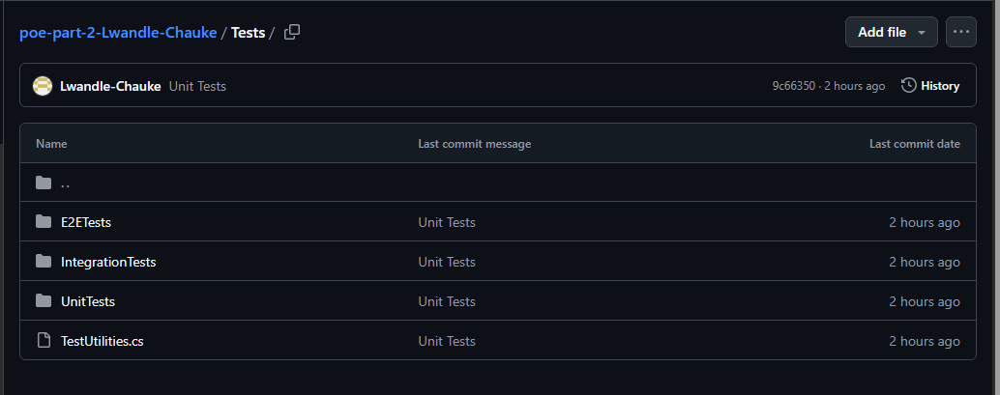 poe-part-2-Lwandle-Chauke / Tests /
Add file
Lwandle-Chauke Unit Tests 9c66350 · 2 hours ago History
Name Last commit message Last commit date
..
E2ETests Unit Tests 2 hours ago
IntegrationTests Unit Tests 2 hours ago
UnitTests Unit Tests 2 hours ago
TestUtilities.cs Unit Tests 2 hours ago